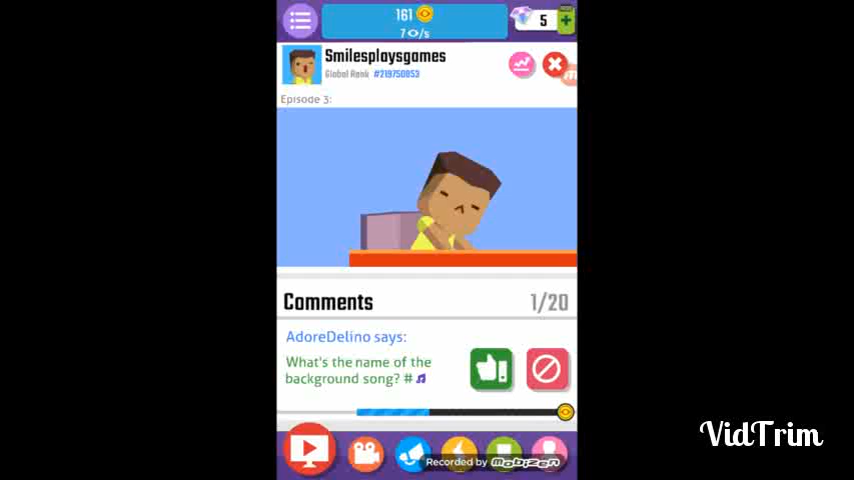 161
7/s
5
Smilesplaysgames
Global Rank #219750853
Episode 3:
Comments 1/20
AdoreDelino says:
What's the name of the
background song? #
VidTrim
Recorded by mobizen